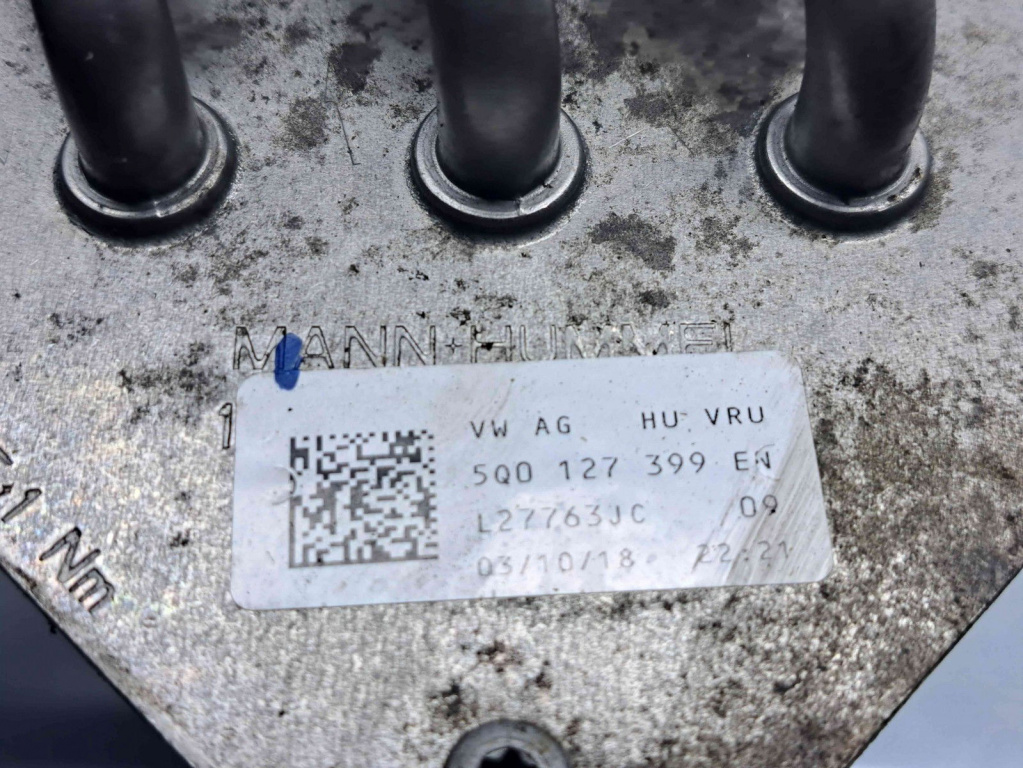 MANN+HUMMEL
VW AG HU VRU
5Q0 127 399 EN
L27763JC 09
03/10/18 22:21
Nm